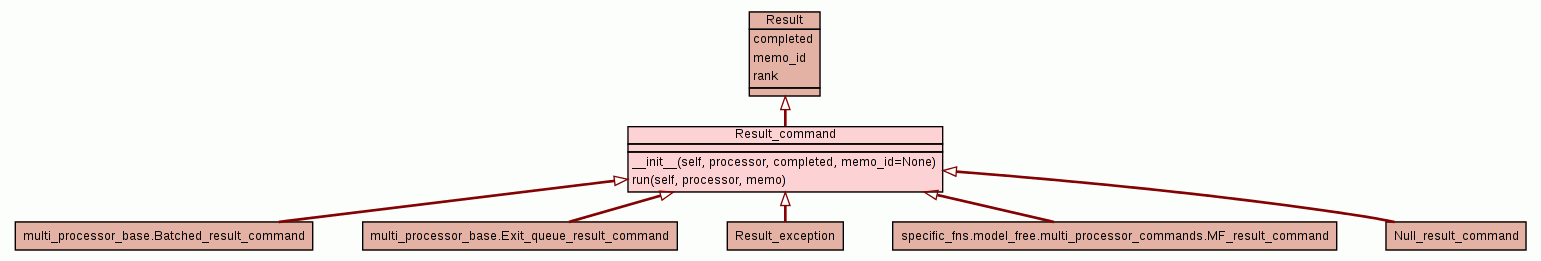 Result
completed
memo_id
rank
Result_command
__init__(self, processor, completed, memo_id=None)
run(self, processor, memo)
multi_processor_base.Batched_result_command
multi_processor_base.Exit_queue_result_command
Result_exception
specific_fns.model_free.multi_processor_commands.MF_result_command
Null_result_command